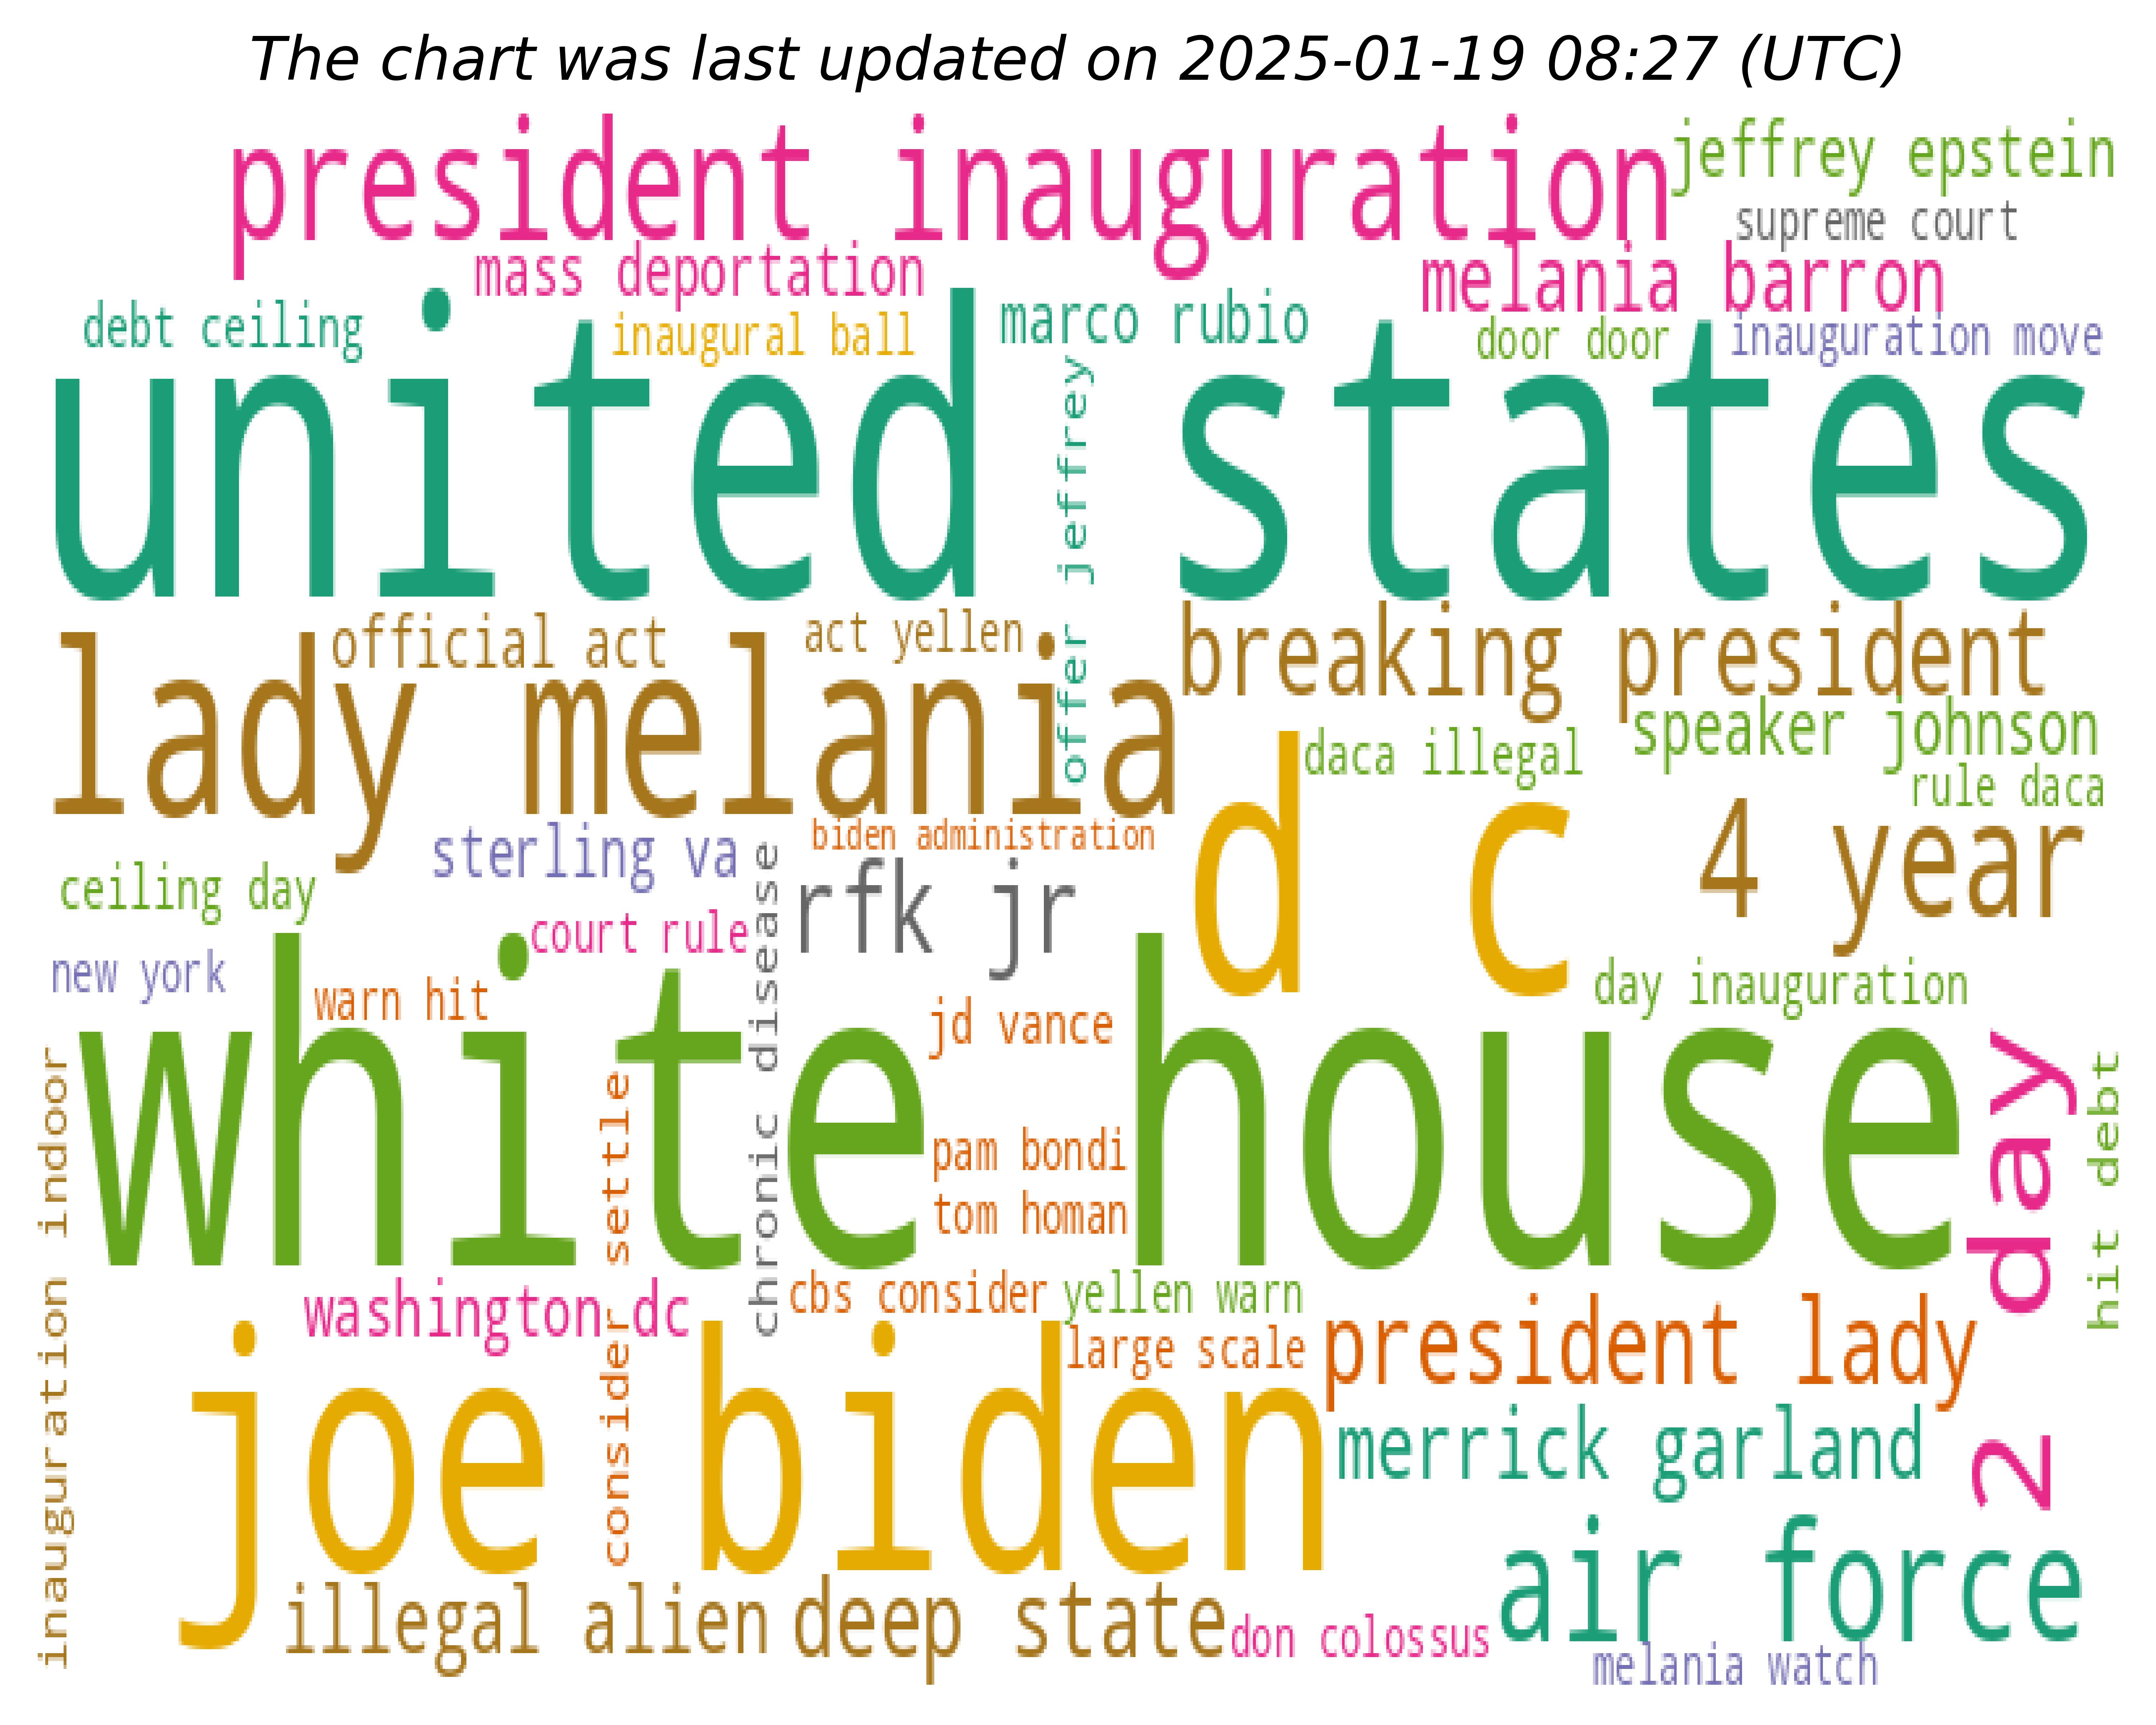 The chart was last updated on 2025-01-19 08:27 (UTC)
president inauguration
jeffrey epstein
supreme court
mass deportation
melania barron
debt ceiling
inaugural ball
marco rubio
door door
inauguration move
united states
offer jeffrey
official act
act yellen
breaking president
lady melania
speaker johnson
daca illegal
rule daca
d c
4 year
sterling va
biden administration
ceiling day
rfk jr
court rule
new york
warn hit
chronic disease
day inauguration
jd vance
white house
pam bondi
tom homan
2 day
hit debt
inauguration indoor
consider settle
washington dc
cbs consider
yellen warn
large scale
president lady
joe biden
merrick garland
air force
illegal alien
deep state
don colossus
melania watch